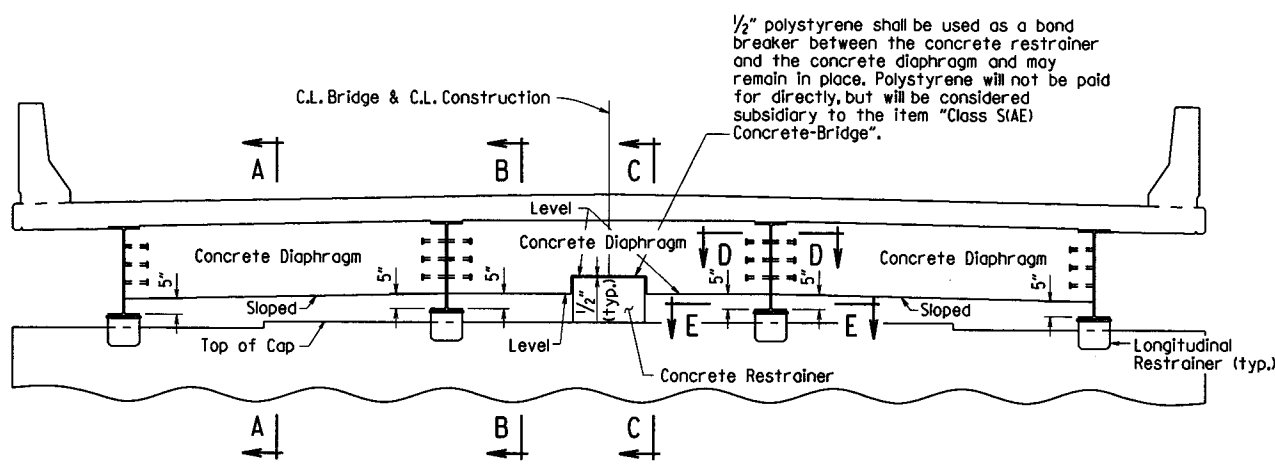 1/2" polystyrene shall be used as a bond
breaker between the concrete restrainer
and the concrete diaphragm and may
remain in place. Polystyrene will not be paid
for directly, but will be considered
subsidiary to the item "Class S(AE)
Concrete-Bridge".
C.L. Bridge & C.L. Construction
A
B
C
Level
Concrete Diaphragm
Concrete Diaphragm
D
D
Concrete Diaphragm
5"
5"
5"
1/2"
(typ.)
5"
5"
5"
Sloped
E
E
Sloped
Top of Cap
Level
Concrete Restrainer
Longitudinal
Restrainer (typ.)
A
B
C